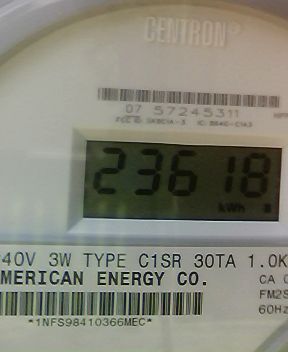 CENTRON®
07 57245311
23618
kWh
40V 3W TYPE C1SR 30TA 1.0K
MERICAN ENERGY CO.
CA 0
FM2S
60Hz
*1NFS98410366MEC*